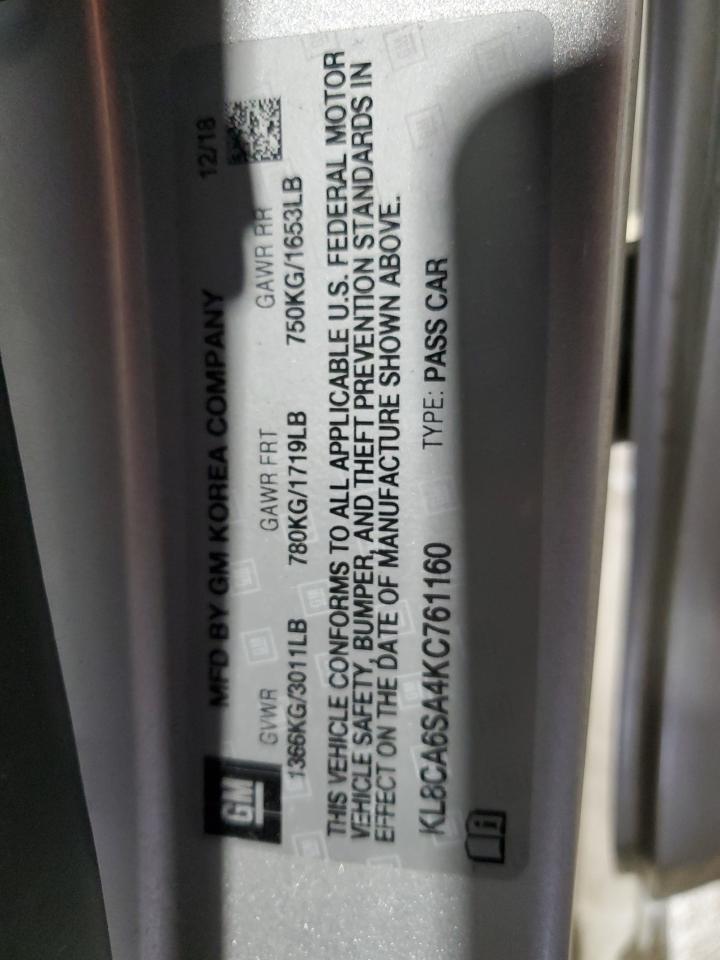 GM
MFD BY GM KOREA COMPANY 12/18
GVWR GAWR FRT GAWR RR
1366KG/3011LB 780KG/1719LB 750KG/1653LB
THIS VEHICLE CONFORMS TO ALL APPLICABLE U.S. FEDERAL MOTOR
VEHICLE SAFETY, BUMPER, AND THEFT PREVENTION STANDARDS IN
EFFECT ON THE DATE OF MANUFACTURE SHOWN ABOVE.
KL8CA6SA4KC761160 TYPE: PASS CAR